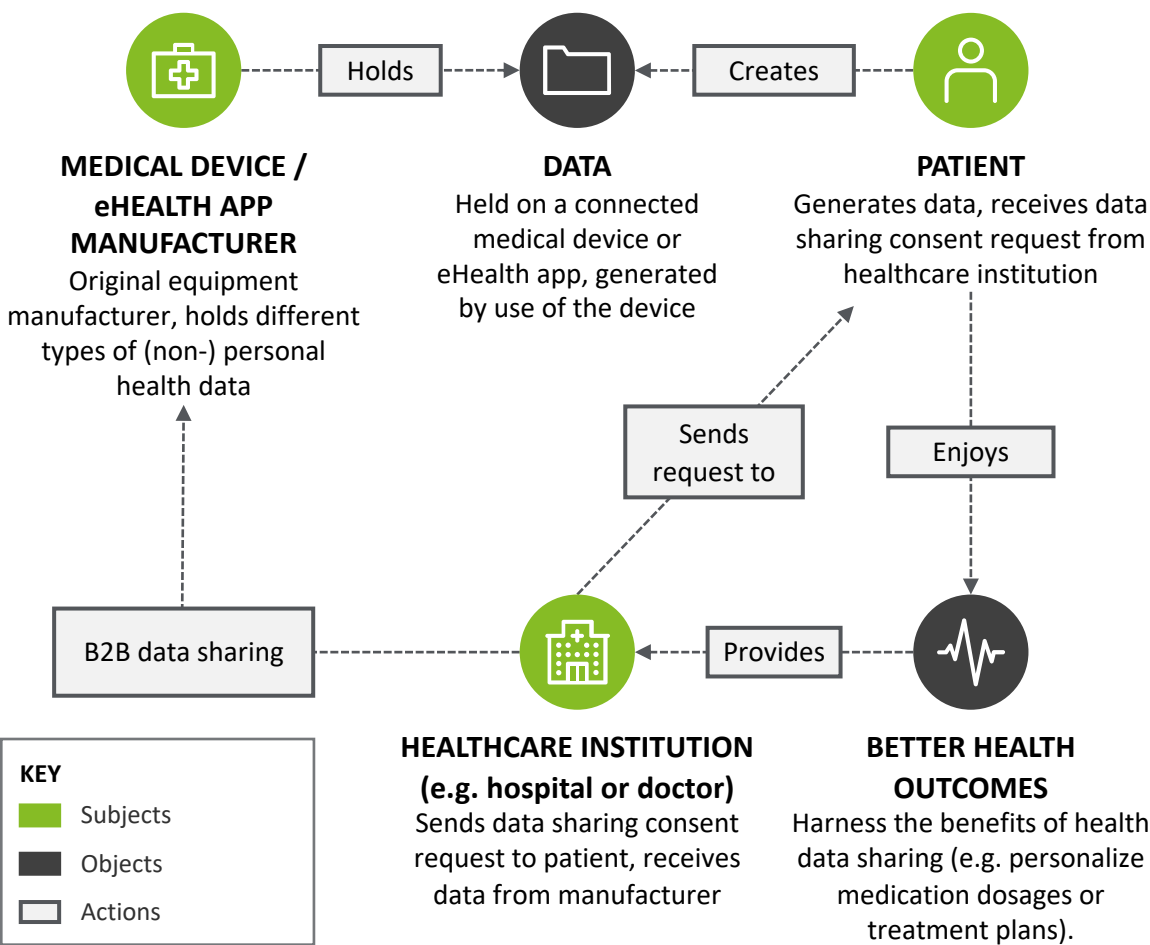 Holds
Creates
MEDICAL DEVICE /
eHEALTH APP
MANUFACTURER
Original equipment
manufacturer, holds different
types of (non-) personal
health data
DATA
Held on a connected
medical device or
eHealth app, generated
by use of the device
PATIENT
Generates data, receives data
sharing consent request from
healthcare institution
Sends
request to
Enjoys
B2B data sharing
Provides
HEALTHCARE INSTITUTION
(e.g. hospital or doctor)
Sends data sharing consent
request to patient, receives
data from manufacturer
BETTER HEALTH
OUTCOMES
Harness the benefits of health
data sharing (e.g. personalize
medication dosages or
treatment plans).
KEY
Subjects
Objects
Actions